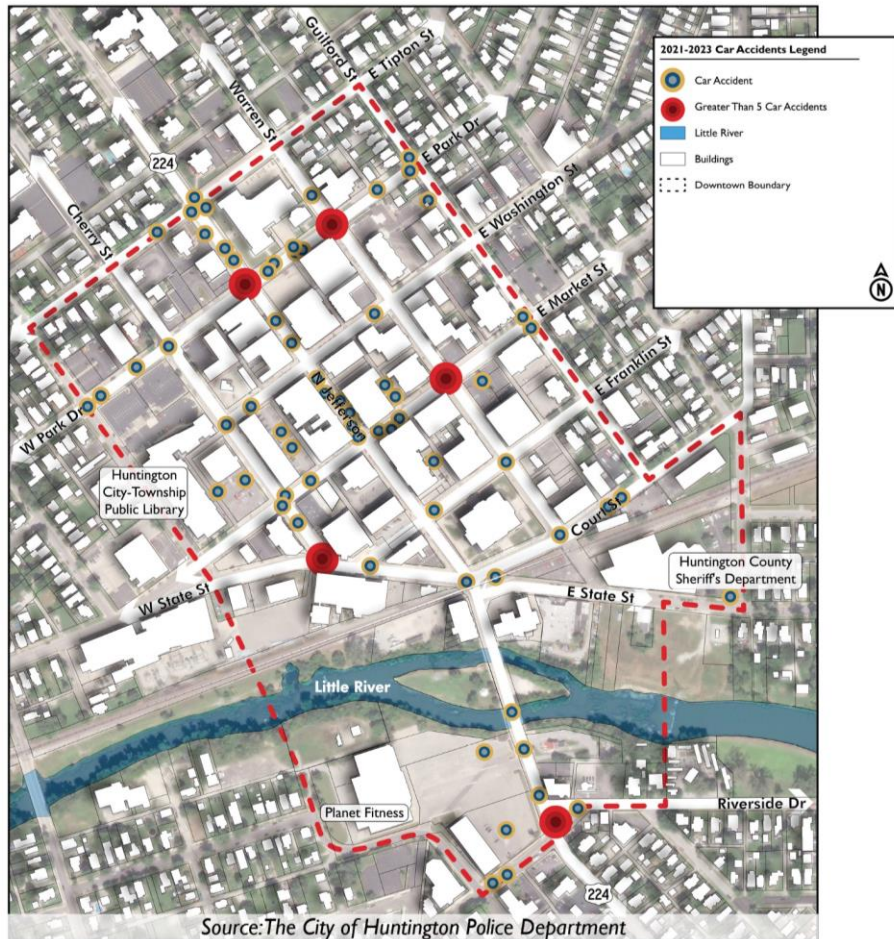 2021-2023 Car Accidents Legend
Car Accident
Greater Than 5 Car Accidents
Little River
Buildings
Downtown Boundary
N
Guilford St
E Tipton St
Warren St
E Park Dr
224
Cherry St
E Washington St
E Market St
E Franklin St
N Jefferson
W Park Dr
Huntington
City-Township
Public Library
Court St
Huntington County
Sheriff's Department
W State St
E State St
Little River
Planet Fitness
Riverside Dr
224
Source:The City of Huntington Police Department